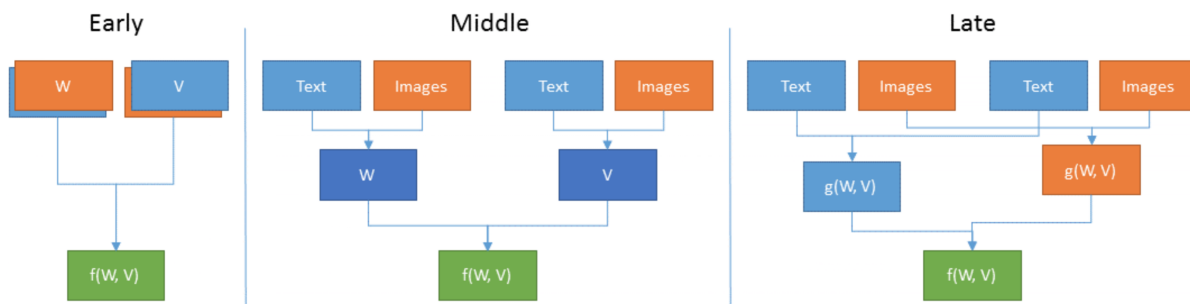 Early
W
V
f(W, V)
Middle
Text
Images
Text
Images
W
V
f(W, V)
Late
Text
Images
Text
Images
g(W, V)
g(W, V)
f(W, V)